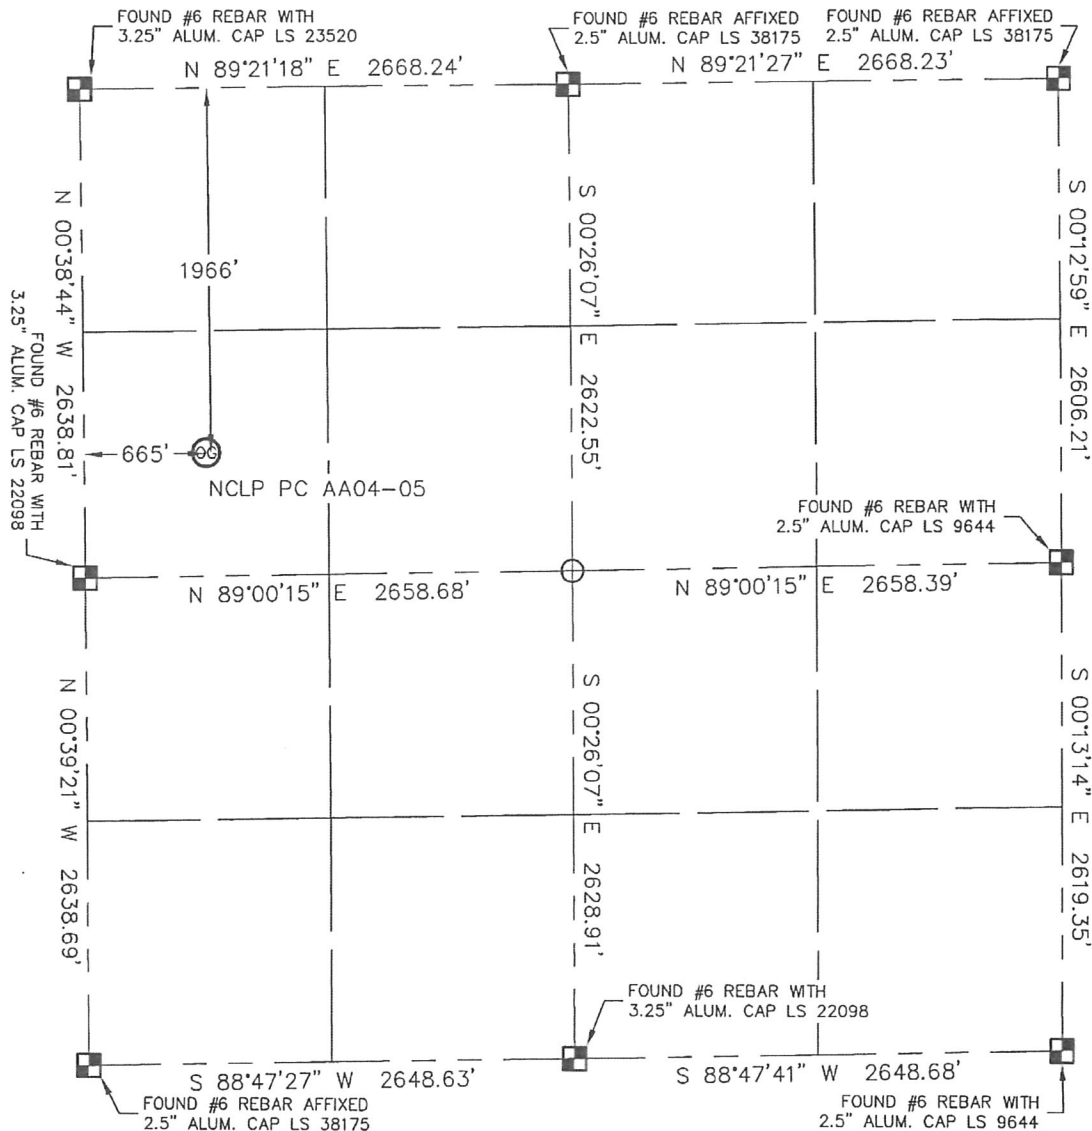 FOUND #6 REBAR WITH
3.25" ALUM. CAP LS 23520
FOUND #6 REBAR AFFIXED
2.5" ALUM. CAP LS 38175
FOUND #6 REBAR AFFIXED
2.5" ALUM. CAP LS 38175
N 89°21'18" E 2668.24'
N 89°21'27" E 2668.23'
N 00°38'44" W 2638.81'
1966'
S 00°26'07" E 2622.55'
S 00°12'59" E 2606.21'
FOUND #6 REBAR WITH
3.25" ALUM. CAP LS 22098
665'
OG
NCLP PC AA04-05
FOUND #6 REBAR WITH
2.5" ALUM. CAP LS 9644
N 89°00'15" E 2658.68'
N 89°00'15" E 2658.39'
N 00°39'21" W 2638.69'
S 00°26'07" E 2628.91'
S 00°13'14" E 2619.35'
FOUND #6 REBAR WITH
3.25" ALUM. CAP LS 22098
S 88°47'27" W 2648.63'
S 88°47'41" W 2648.68'
FOUND #6 REBAR AFFIXED
2.5" ALUM. CAP LS 38175
FOUND #6 REBAR WITH
2.5" ALUM. CAP LS 9644